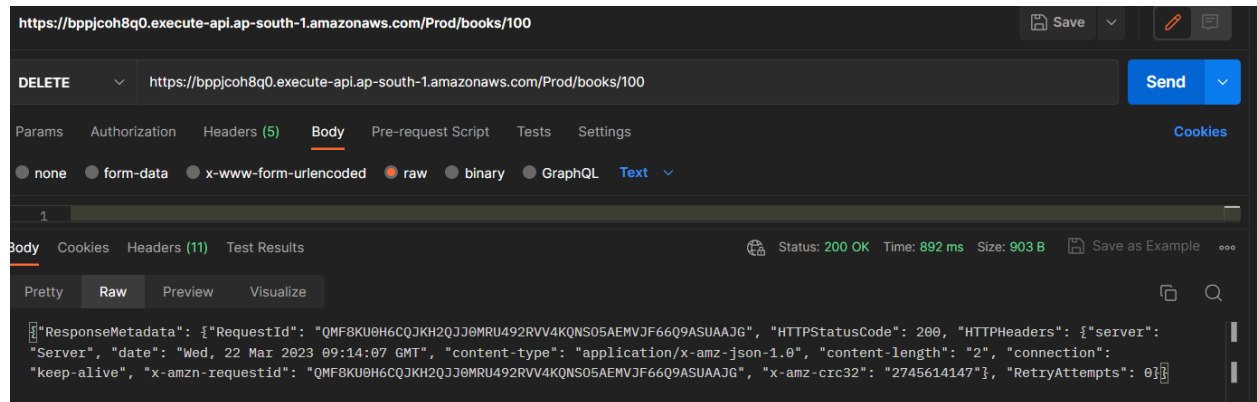 https://bppjcoh8q0.execute-api.ap-south-1.amazonaws.com/Prod/books/100 Save
DELETE https://bppjcoh8q0.execute-api.ap-south-1.amazonaws.com/Prod/books/100 Send
Params Authorization Headers (5) Body Pre-request Script Tests Settings Cookies
none form-data x-www-form-urlencoded raw binary GraphQL Text
1
Body Cookies Headers (11) Test Results Status: 200 OK Time: 892 ms Size: 903 B Save as Example
Pretty Raw Preview Visualize
{"ResponseMetadata": {"RequestId": "QMF8KU0H6CQJKH2QJJ0MRU492RVV4KQNSO5AEMVJF66Q9ASUAAJG", "HTTPStatusCode": 200, "HTTPHeaders": {"server":
"Server", "date": "Wed, 22 Mar 2023 09:14:07 GMT", "content-type": "application/x-amz-json-1.0", "content-length": "2", "connection":
"keep-alive", "x-amzn-requestid": "QMF8KU0H6CQJKH2QJJ0MRU492RVV4KQNSO5AEMVJF66Q9ASUAAJG", "x-amz-crc32": "2745614147"}, "RetryAttempts": 0}}